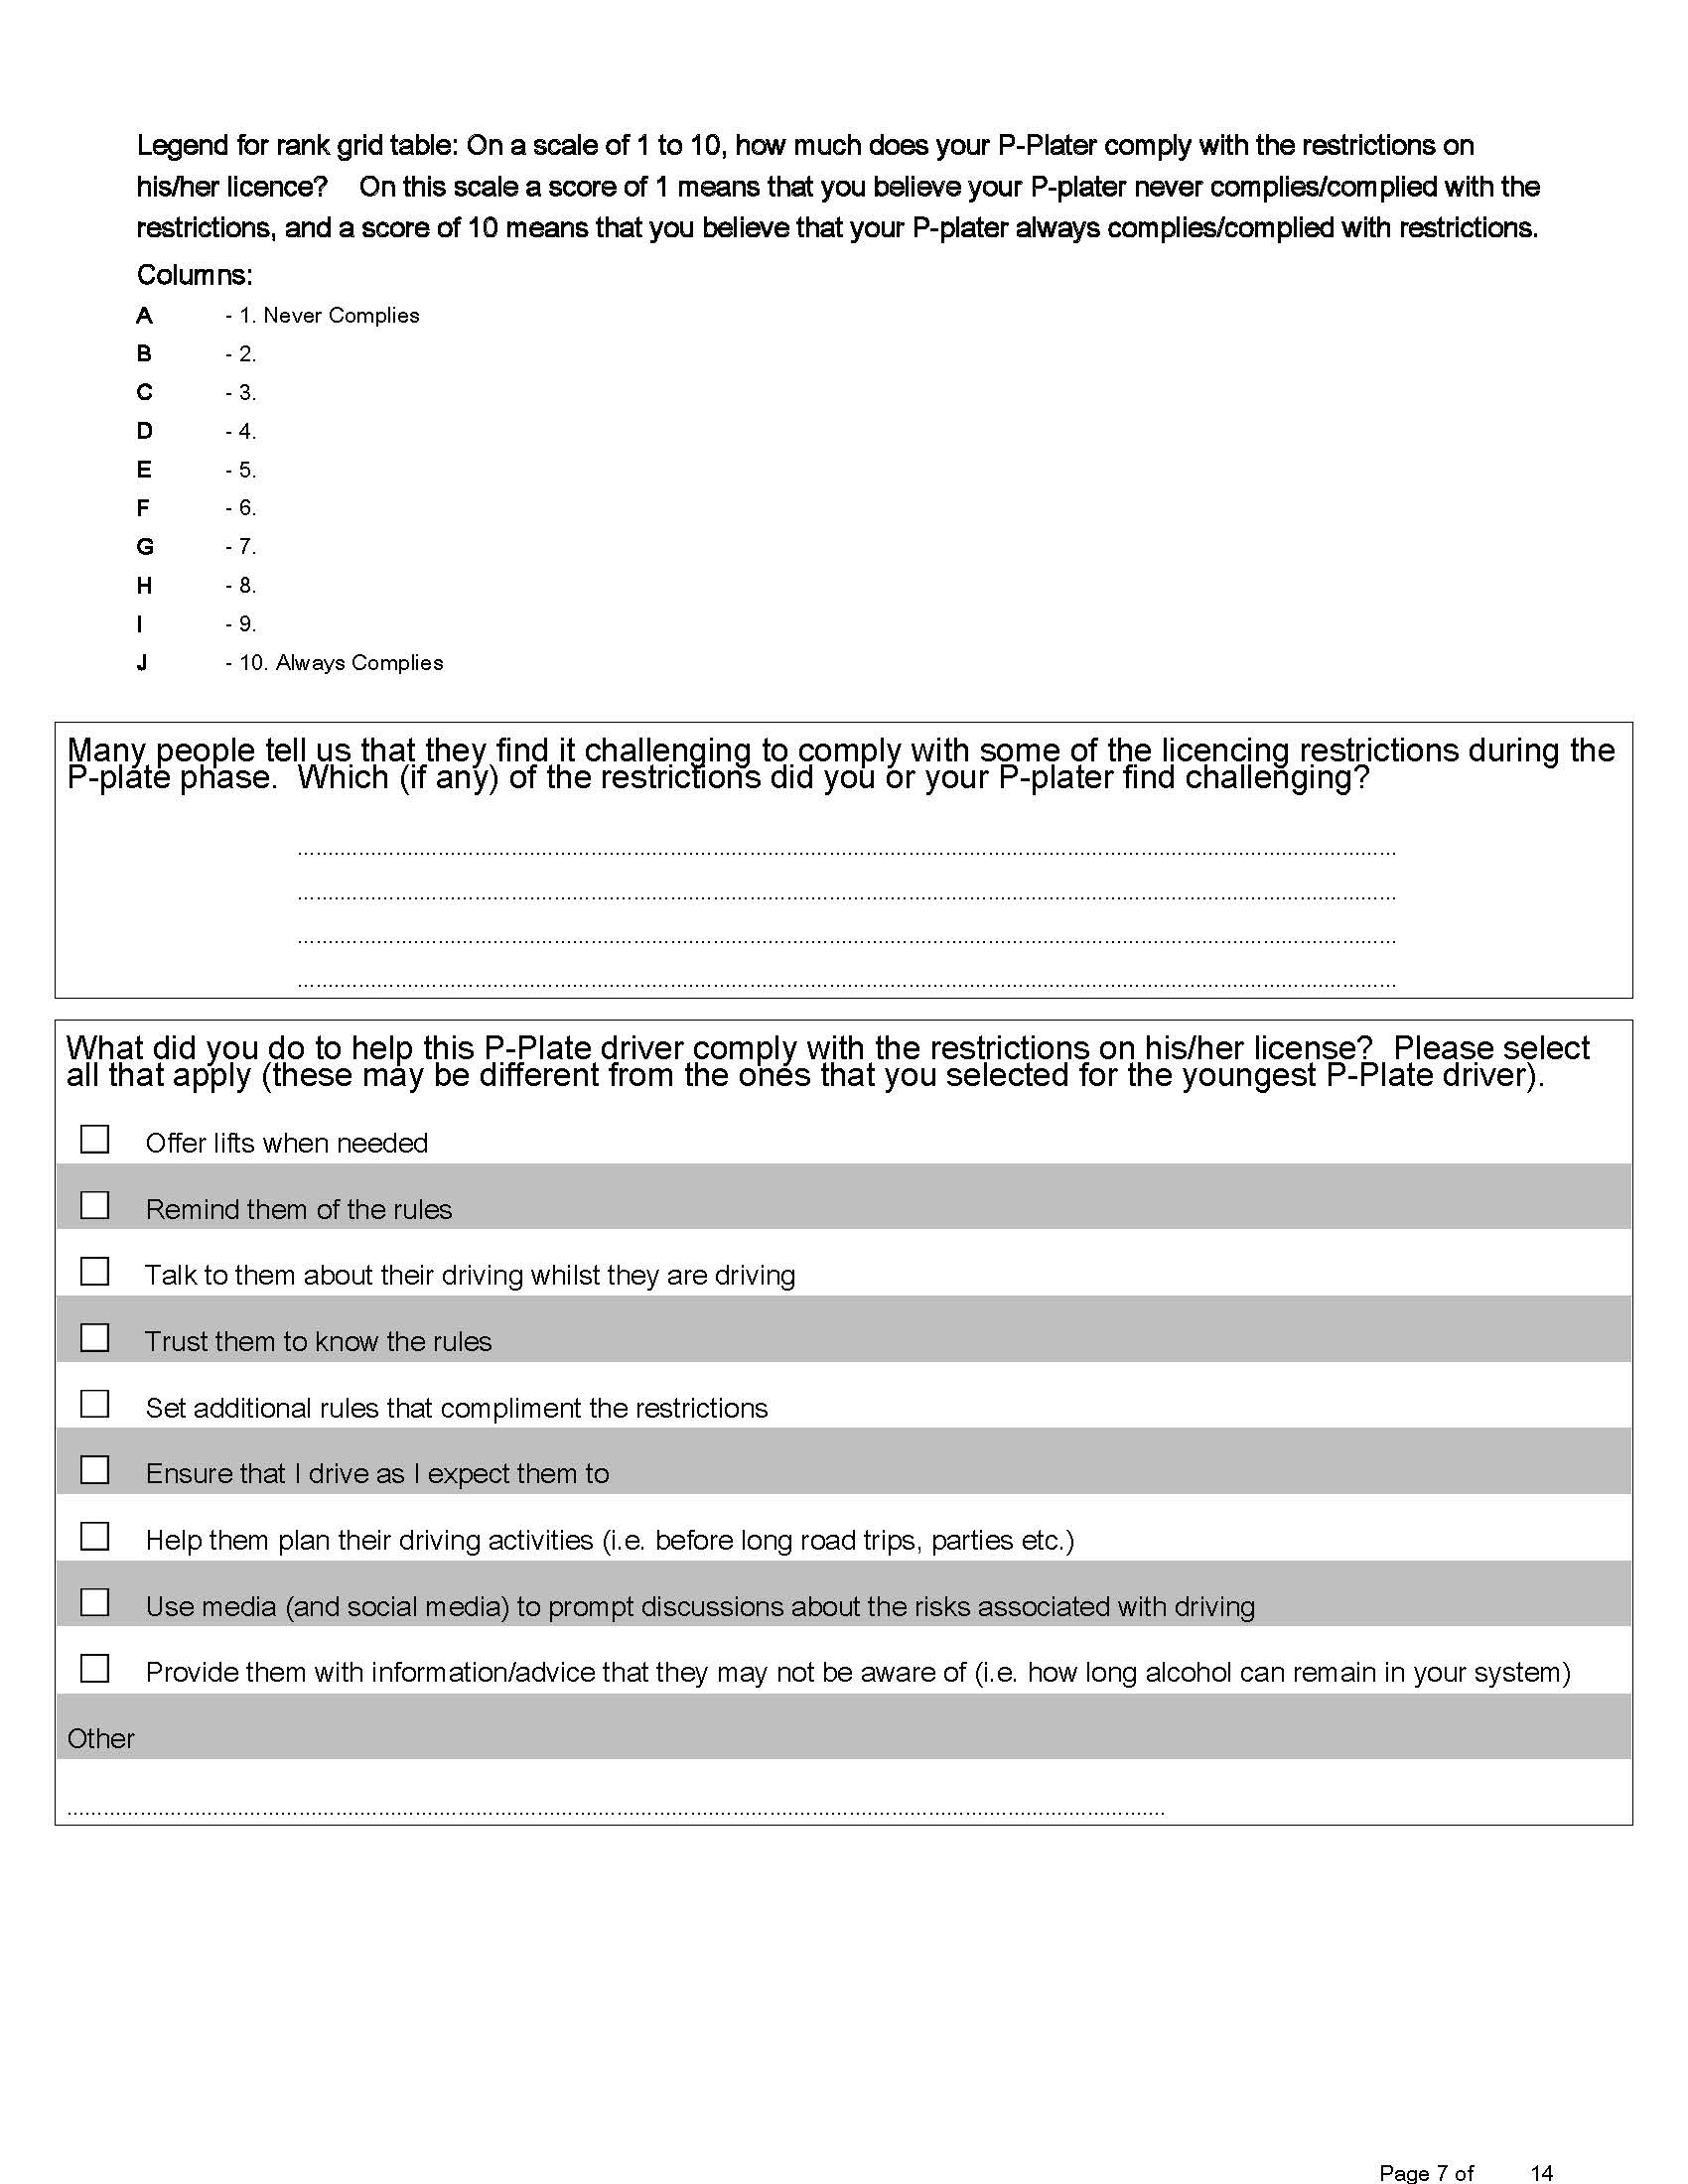 Legend for rank grid table: On a scale of 1 to 10, how much does your P-Plater comply with the restrictions on
his/her licence?    On this scale a score of 1 means that you believe your P-plater never complies/complied with the
restrictions, and a score of 10 means that you believe that your P-plater always complies/complied with restrictions.
Columns:
A - 1. Never Complies
B - 2.
C - 3.
D - 4.
E - 5.
F - 6.
G - 7.
H - 8.
I - 9.
J - 10. Always Complies
Many people tell us that they find it challenging to comply with some of the licencing restrictions during the
P-plate phase.  Which (if any) of the restrictions did you or your P-plater find challenging?
What did you do to help this P-Plate driver comply with the restrictions on his/her license?  Please select
all that apply (these may be different from the ones that you selected for the youngest P-Plate driver).
Offer lifts when needed
Remind them of the rules
Talk to them about their driving whilst they are driving
Trust them to know the rules
Set additional rules that compliment the restrictions
Ensure that I drive as I expect them to
Help them plan their driving activities (i.e. before long road trips, parties etc.)
Use media (and social media) to prompt discussions about the risks associated with driving
Provide them with information/advice that they may not be aware of (i.e. how long alcohol can remain in your system)
Other
Page 7 of 14